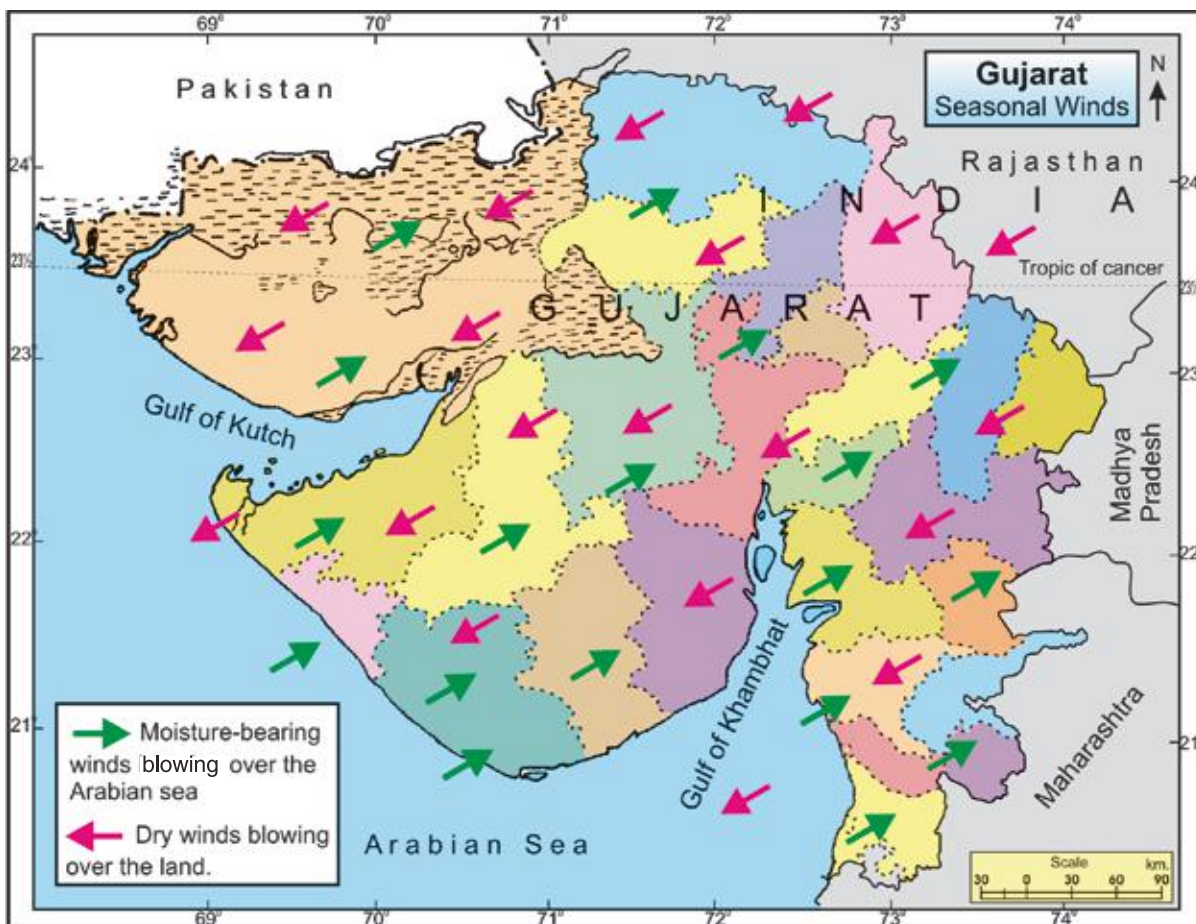 69° 70° 71° 72° 73° 74°
Pakistan
Gujarat
Seasonal Winds
N
24°
24°
Rajasthan
I N D I A
23½°
Tropic of cancer
23½°
G U J A R A T
23°
23°
Gulf of Kutch
Madhya
Pradesh
22°
22°
Gulf of Khambhat
Maharashtra
21°
21°
Moisture-bearing
winds blowing over the
Arabian sea
Dry winds blowing
over the land.
Arabian Sea
Scale km.
30 0 30 60 90
69° 70° 71° 72° 73° 74°